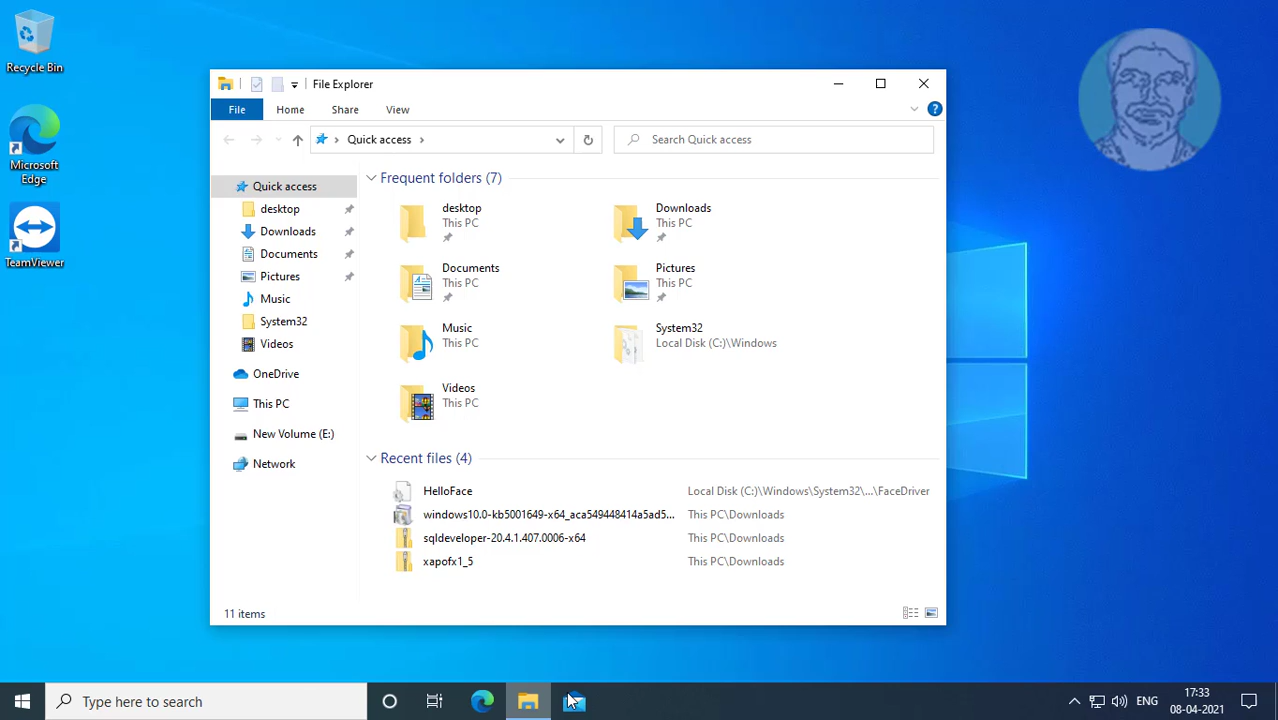 Recycle Bin
Microsoft
Edge
TeamViewer
File Explorer
File Home Share View
Quick access
Search Quick access
Quick access
desktop
Downloads
Documents
Pictures
Music
System32
Videos
OneDrive
This PC
New Volume (E:)
Network
Frequent folders (7)
desktop
This PC
Downloads
This PC
Documents
This PC
Pictures
This PC
Music
This PC
System32
Local Disk (C:)\Windows
Videos
This PC
Recent files (4)
HelloFace Local Disk (C:)\Windows\System32\...\FaceDriver
windows10.0-kb5001649-x64_aca549448414a5ad5... This PC\Downloads
sqldeveloper-20.4.1.407.0006-x64 This PC\Downloads
xapofx1_5 This PC\Downloads
11 items
Type here to search
ENG
17:33
08-04-2021